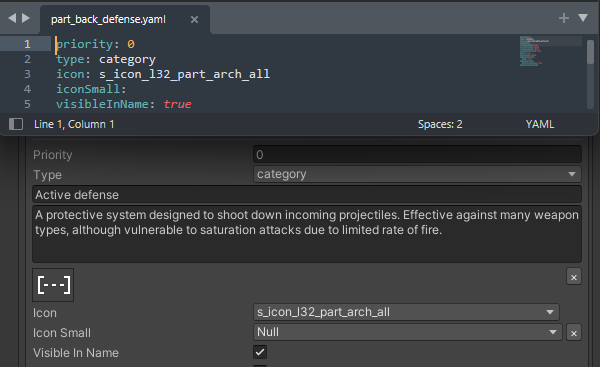 part_back_defense.yaml
1 priority: 0
2 type: category
3 icon: s_icon_l32_part_arch_all
4 iconSmall:
5 visibleInName: true
Line 1, Column 1 Spaces: 2 YAML
Priority 0
Type category
Active defense
A protective system designed to shoot down incoming projectiles. Effective against many weapon
types, although vulnerable to saturation attacks due to limited rate of fire.
[---]
Icon s_icon_l32_part_arch_all
Icon Small Null
Visible In Name